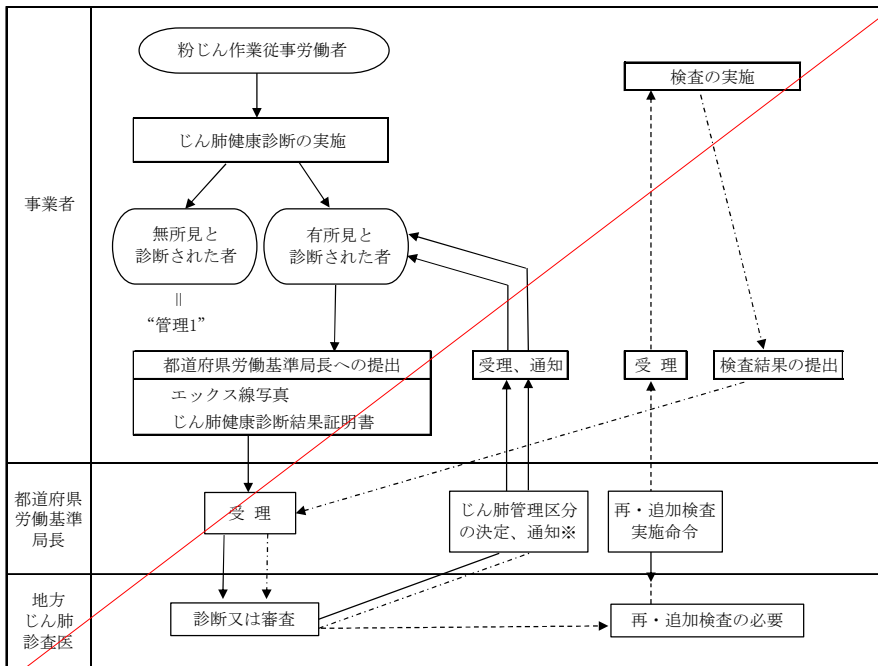 事業者
粉じん作業従事労働者
じん肺健康診断の実施
無所見と
診断された者
有所見と
診断された者
॥
“管理1”
都道府県労働基準局長への提出
エックス線写真
じん肺健康診断結果証明書
受理、通知
検査の実施
受 理
検査結果の提出
都道府県
労働基準
局長
受 理
じん肺管理区分
の決定、通知※
再・追加検査
実施命令
地方
じん肺
診査医
診断又は審査
再・追加検査の必要